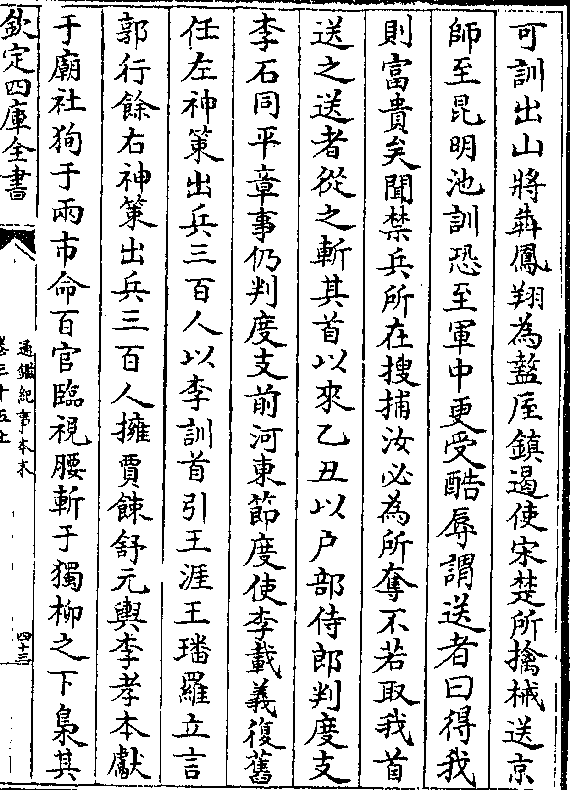 可訓出山將犇鳳翔為盩厔鎮遏使宋楚所擒械送京
師至昆明池訓恐至軍中更受酷辱謂送者曰得我
則富貴矣聞禁兵所在搜捕汝必為所奪不若取我首
送之送者從之斬其首以來乙丑以户部侍郎判度支
李石同平章事仍判度支前河東節度使李載義復舊
任左神策出兵三百人以李訓首引王涯王璠羅立言
郭行餘右神策出兵三百人擁賈餗舒元輿李孝本獻
于廟社狥于兩市命百官臨視腰斬于獨柳之下梟其
欽定四庫全書
通鑑紀事本末
卷三十五上
四十三